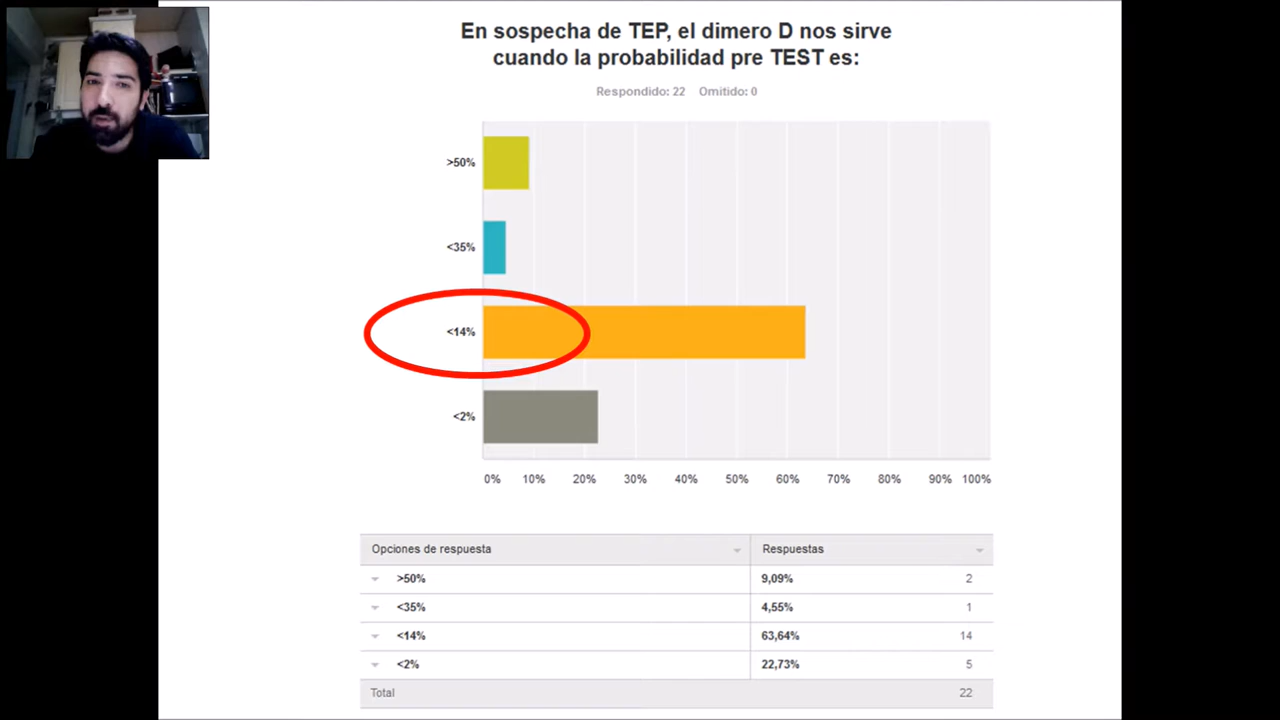 En sospecha de TEP, el dimero D nos sirve
cuando la probabilidad pre TEST es:
Respondido: 22 Omitido: 0
>50%
<35%
<14%
<2%
0% 10% 20% 30% 40% 50% 60% 70% 80% 90% 100%
Opciones de respuesta Respuestas
>50% 9,09% 2
<35% 4,55% 1
<14% 63,64% 14
<2% 22,73% 5
Total 22